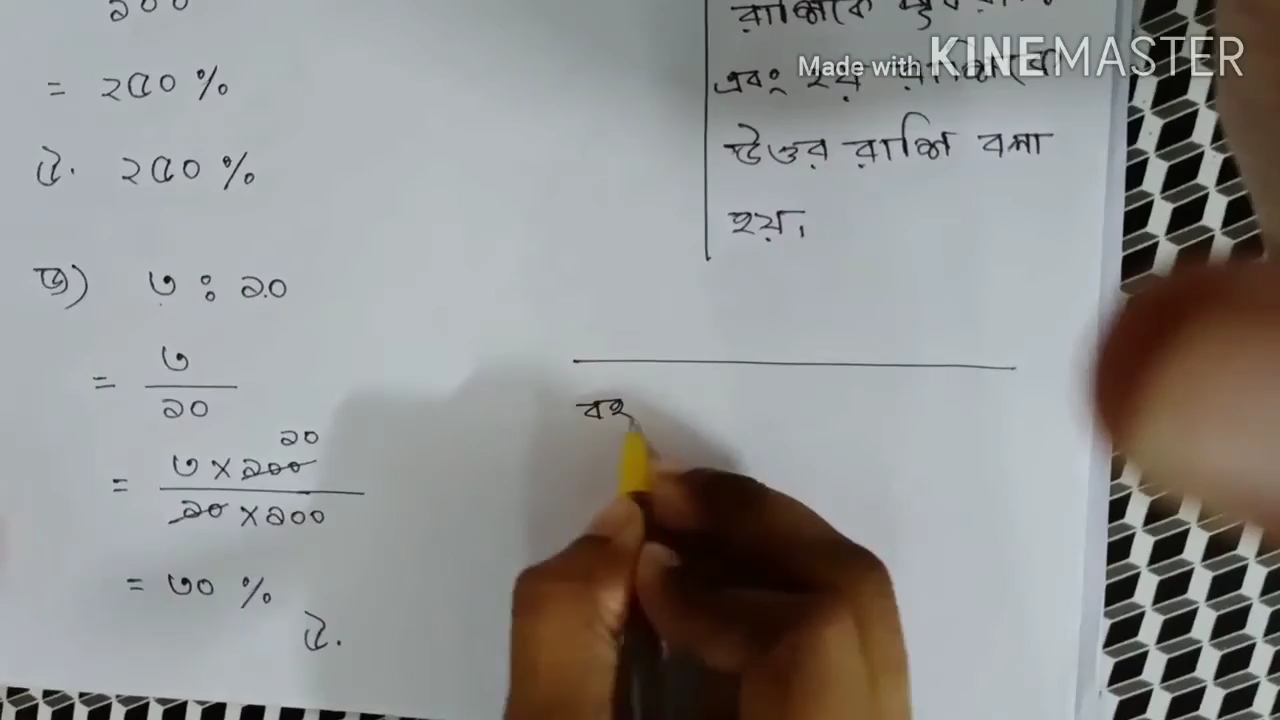 ১০০
= ২৫০ %
উ. ২৫০ %
ঙ) ৩ : ১০
= ৩
১০
১০
= ৩ × ১০০
১০ × ১০০
= ৩০ %
উ.
রাশিকে পূর্ব
এবং হর রাশিকে
উত্তর রাশি বলা
হয়।
বহ
Made with KINEMASTER